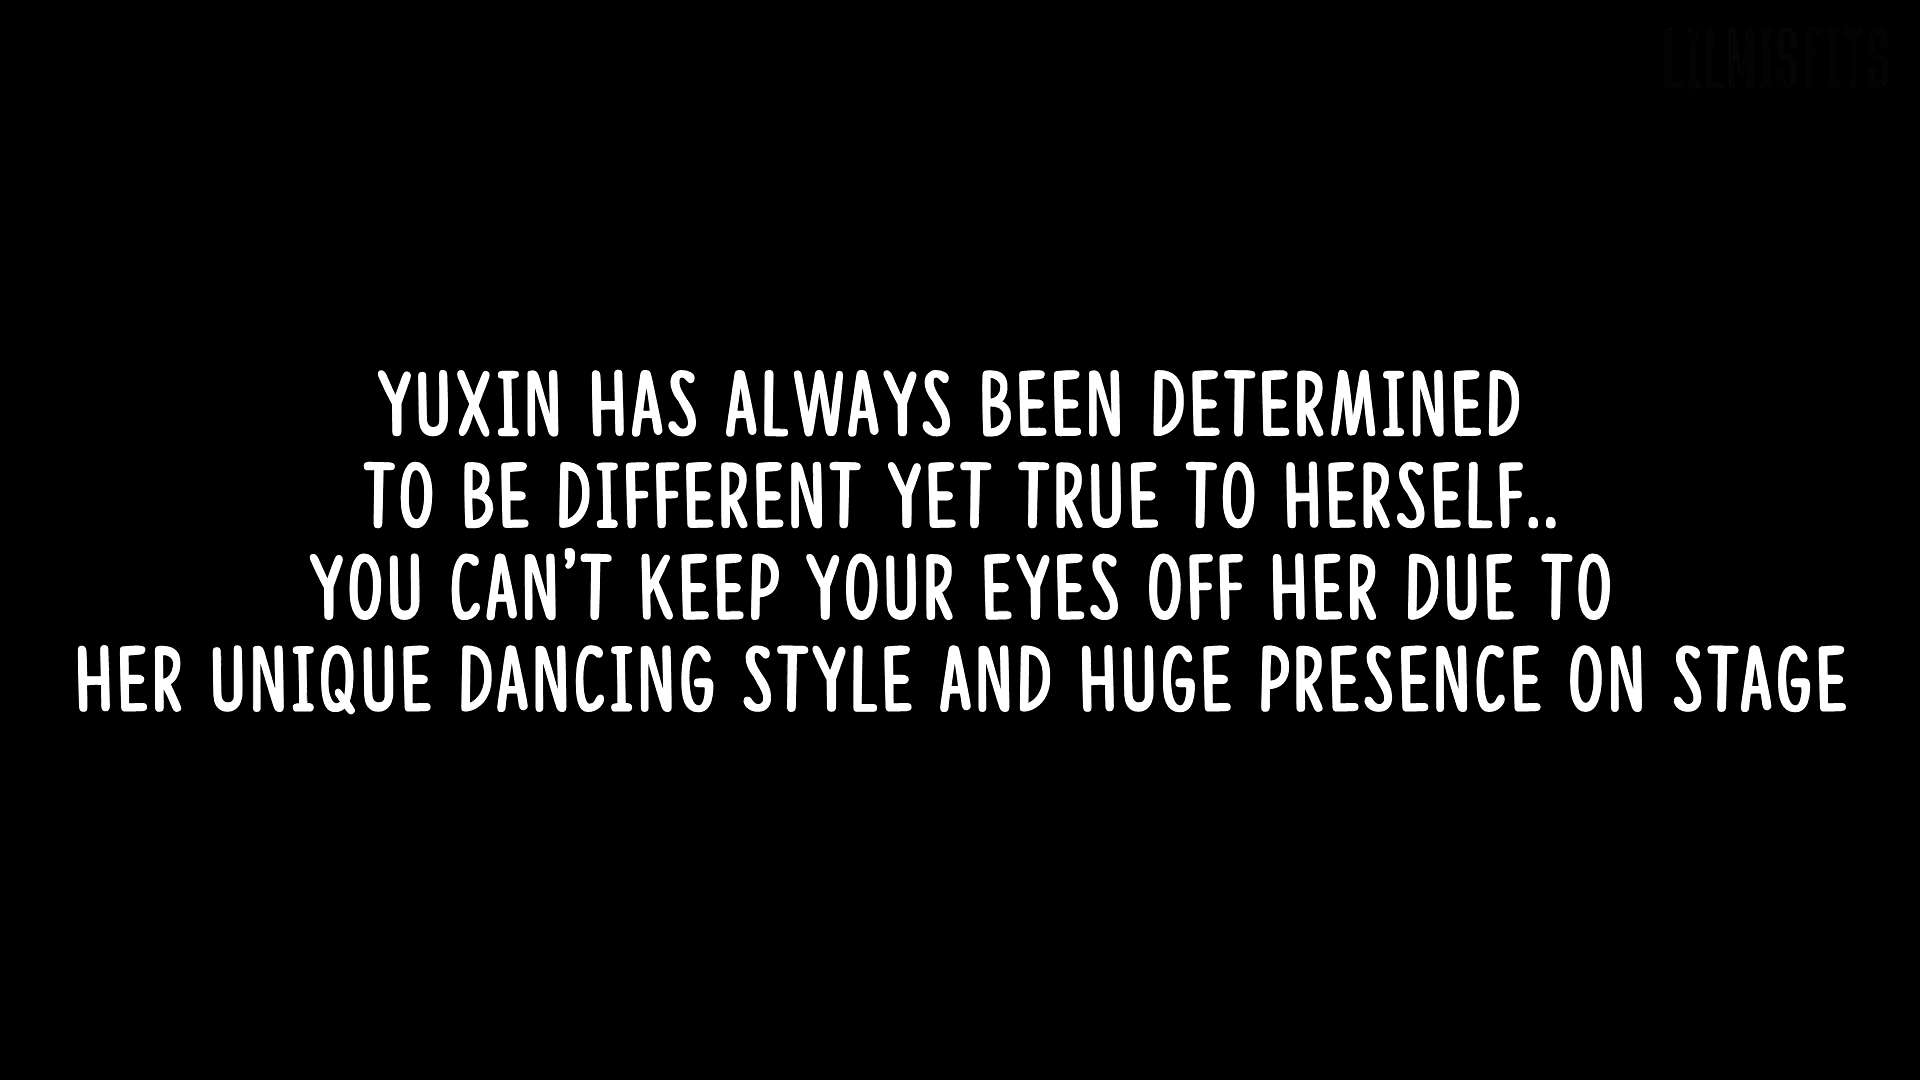 LILMISFITS
YUXIN HAS ALWAYS BEEN DETERMINED
TO BE DIFFERENT YET TRUE TO HERSELF..
YOU CAN'T KEEP YOUR EYES OFF HER DUE TO
HER UNIQUE DANCING STYLE AND HUGE PRESENCE ON STAGE